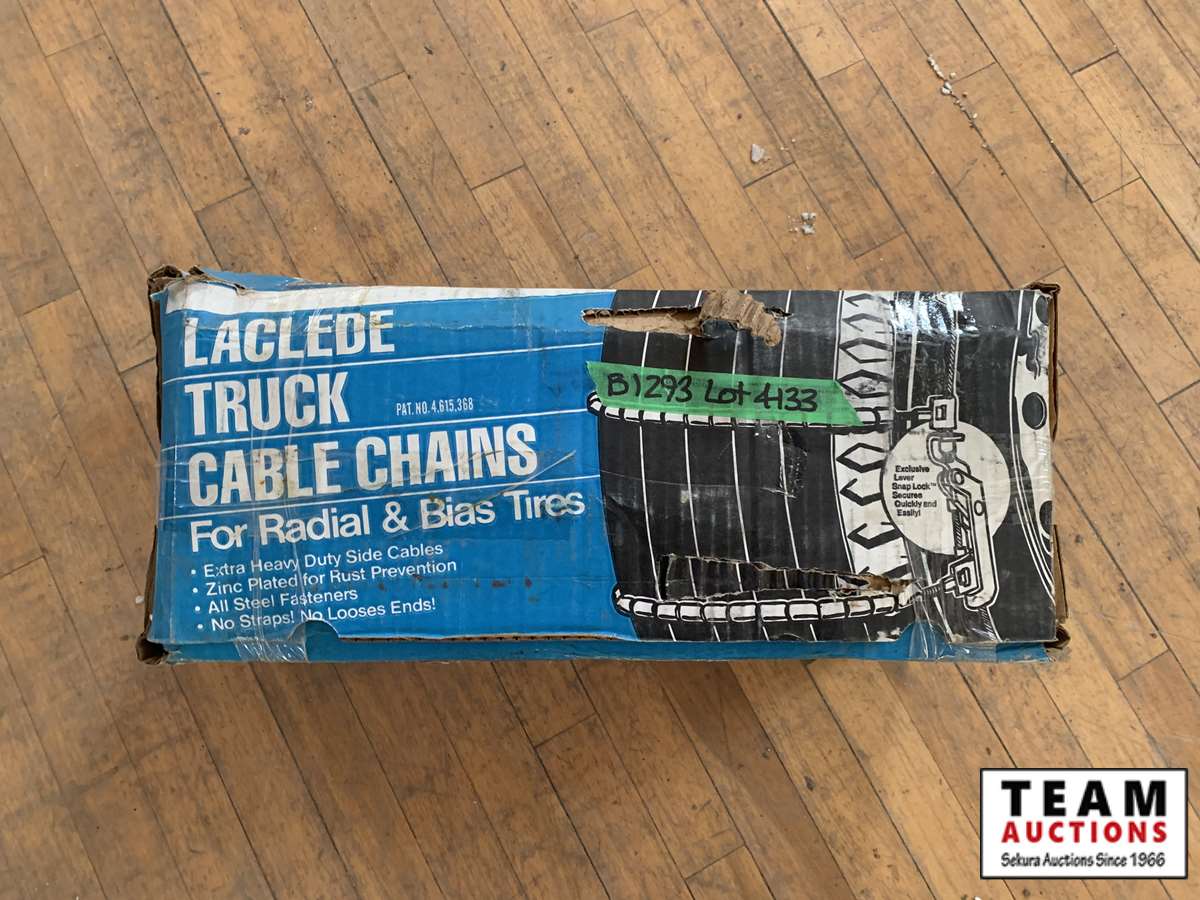 LACLEDE
TRUCK
PAT. NO. 4,615,368
CABLE CHAINS
For Radial & Bias Tires
• Extra Heavy Duty Side Cables
• Zinc Plated for Rust Prevention
• All Steel Fasteners
• No Straps! No Looses Ends!
B1293 Lot 4133
Exclusive
Lever
Snap Lock™
Secures
Quickly and
Easily!
TEAM
AUCTIONS
Sekura Auctions Since 1966